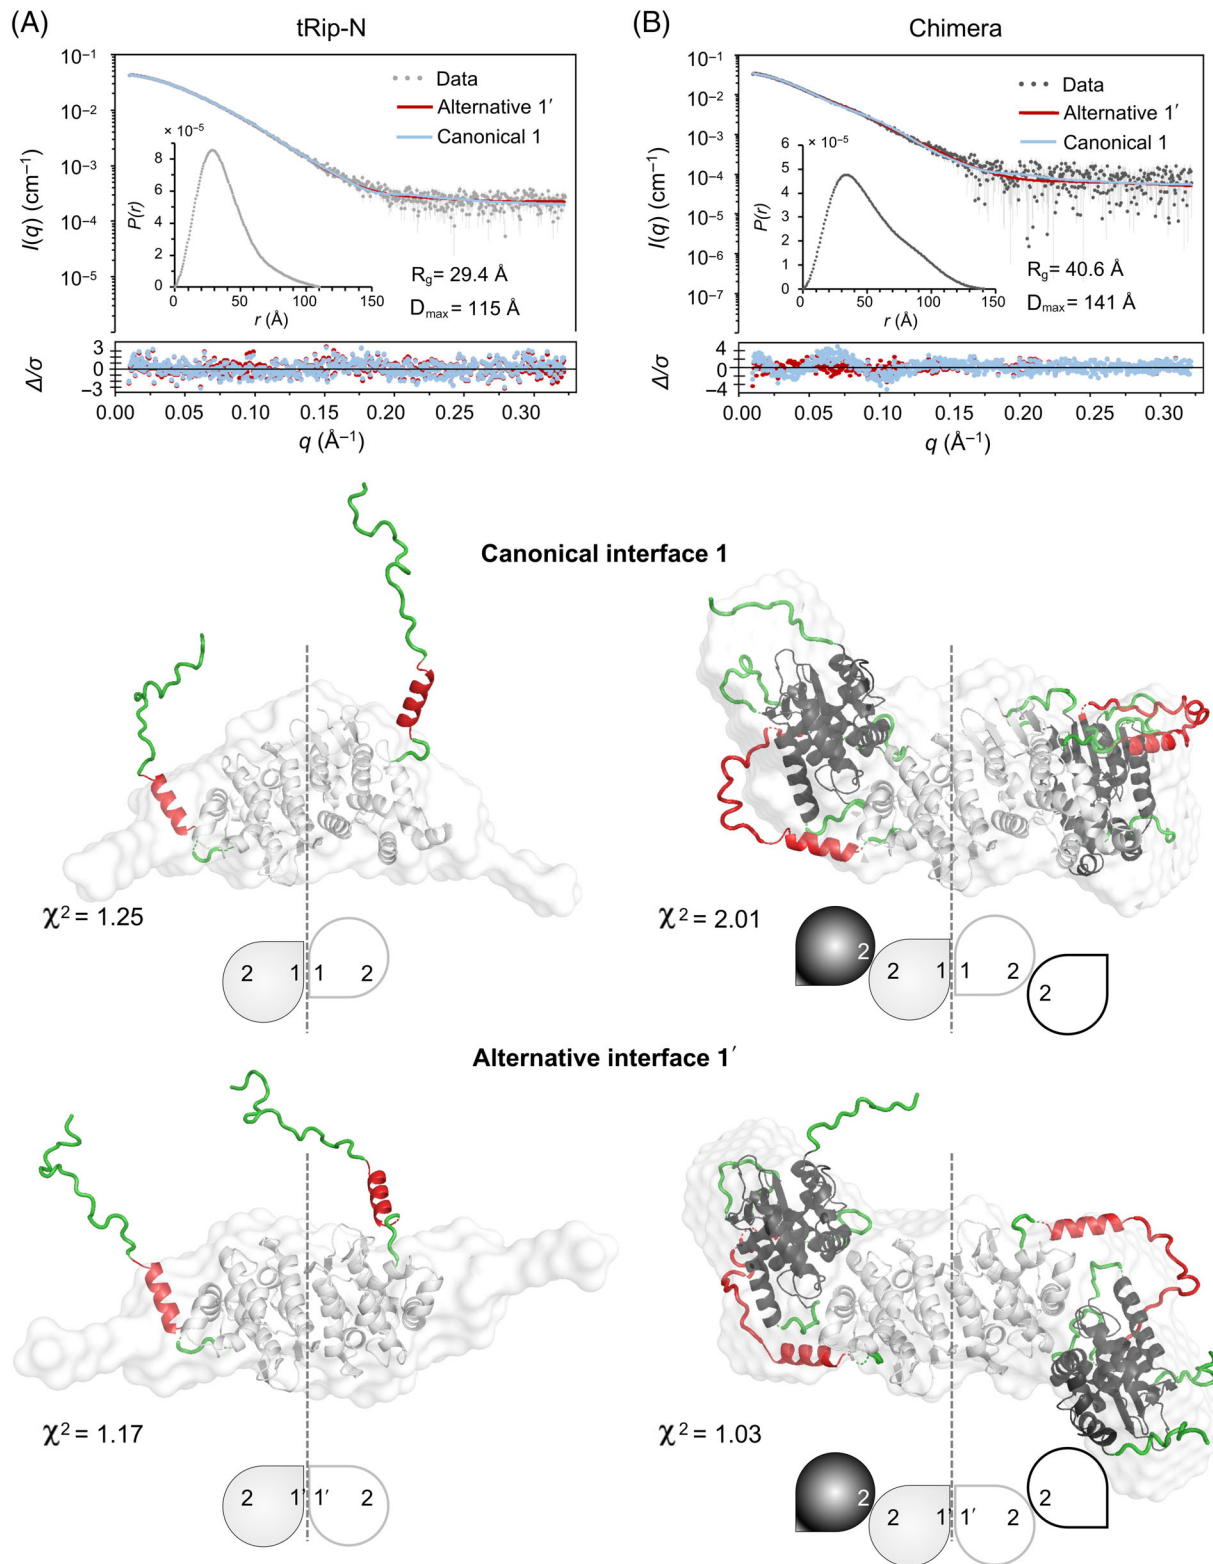 (A) tRip-N
10⁻¹
10⁻²
10⁻³
10⁻⁴
10⁻⁵
I(q) (cm⁻¹)
Data
Alternative 1′
Canonical 1
× 10⁻⁵
8
6
4
2
0
P(r)
0 50 100 150
r (Å)
Rg= 29.4 Å
Dmax= 115 Å
3
0
−3
Δ/σ
0.00 0.05 0.10 0.15 0.20 0.25 0.30
q (Å⁻¹)
(B) Chimera
10⁻¹
10⁻²
10⁻³
10⁻⁴
10⁻⁵
10⁻⁶
10⁻⁷
I(q) (cm⁻¹)
Data
Alternative 1′
Canonical 1
× 10⁻⁵
6
5
4
3
2
1
0
P(r)
0 50 100 150
r (Å)
Rg= 40.6 Å
Dmax= 141 Å
4
0
−4
Δ/σ
0.00 0.05 0.10 0.15 0.20 0.25 0.30
q (Å⁻¹)
Canonical interface 1
χ² = 1.25
2 1 1 2
χ² = 2.01
2 2 1 1 2 2
Alternative interface 1′
χ² = 1.17
2 1′ 1′ 2
χ² = 1.03
2 2 1′ 1′ 2 2